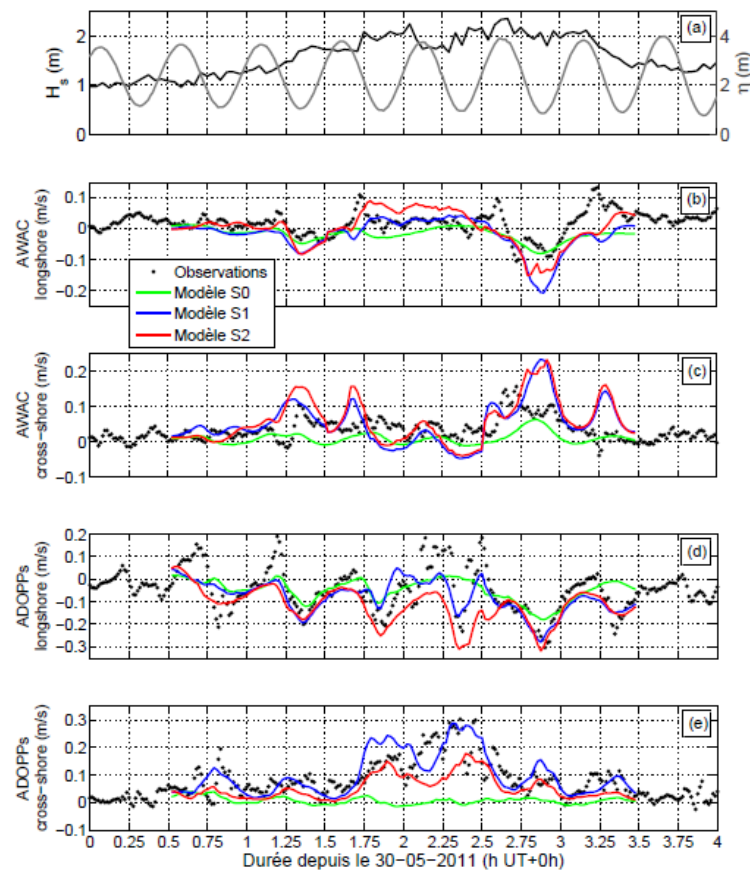 (a)
2
1
0
H_s (m)
4
2
0
η (m)
(b)
0.1
0
−0.1
−0.2
AWAC
longshore (m/s)
Observations
Modèle S0
Modèle S1
Modèle S2
(c)
0.2
0.1
0
−0.1
AWAC
cross−shore (m/s)
(d)
0.2
0.1
0
−0.1
−0.2
−0.3
ADOPPs
longshore (m/s)
(e)
0.3
0.2
0.1
0
−0.1
ADOPPs
cross−shore (m/s)
0 0.25 0.5 0.75 1 1.25 1.5 1.75 2 2.25 2.5 2.75 3 3.25 3.5 3.75 4
Durée depuis le 30−05−2011 (h UT+0h)